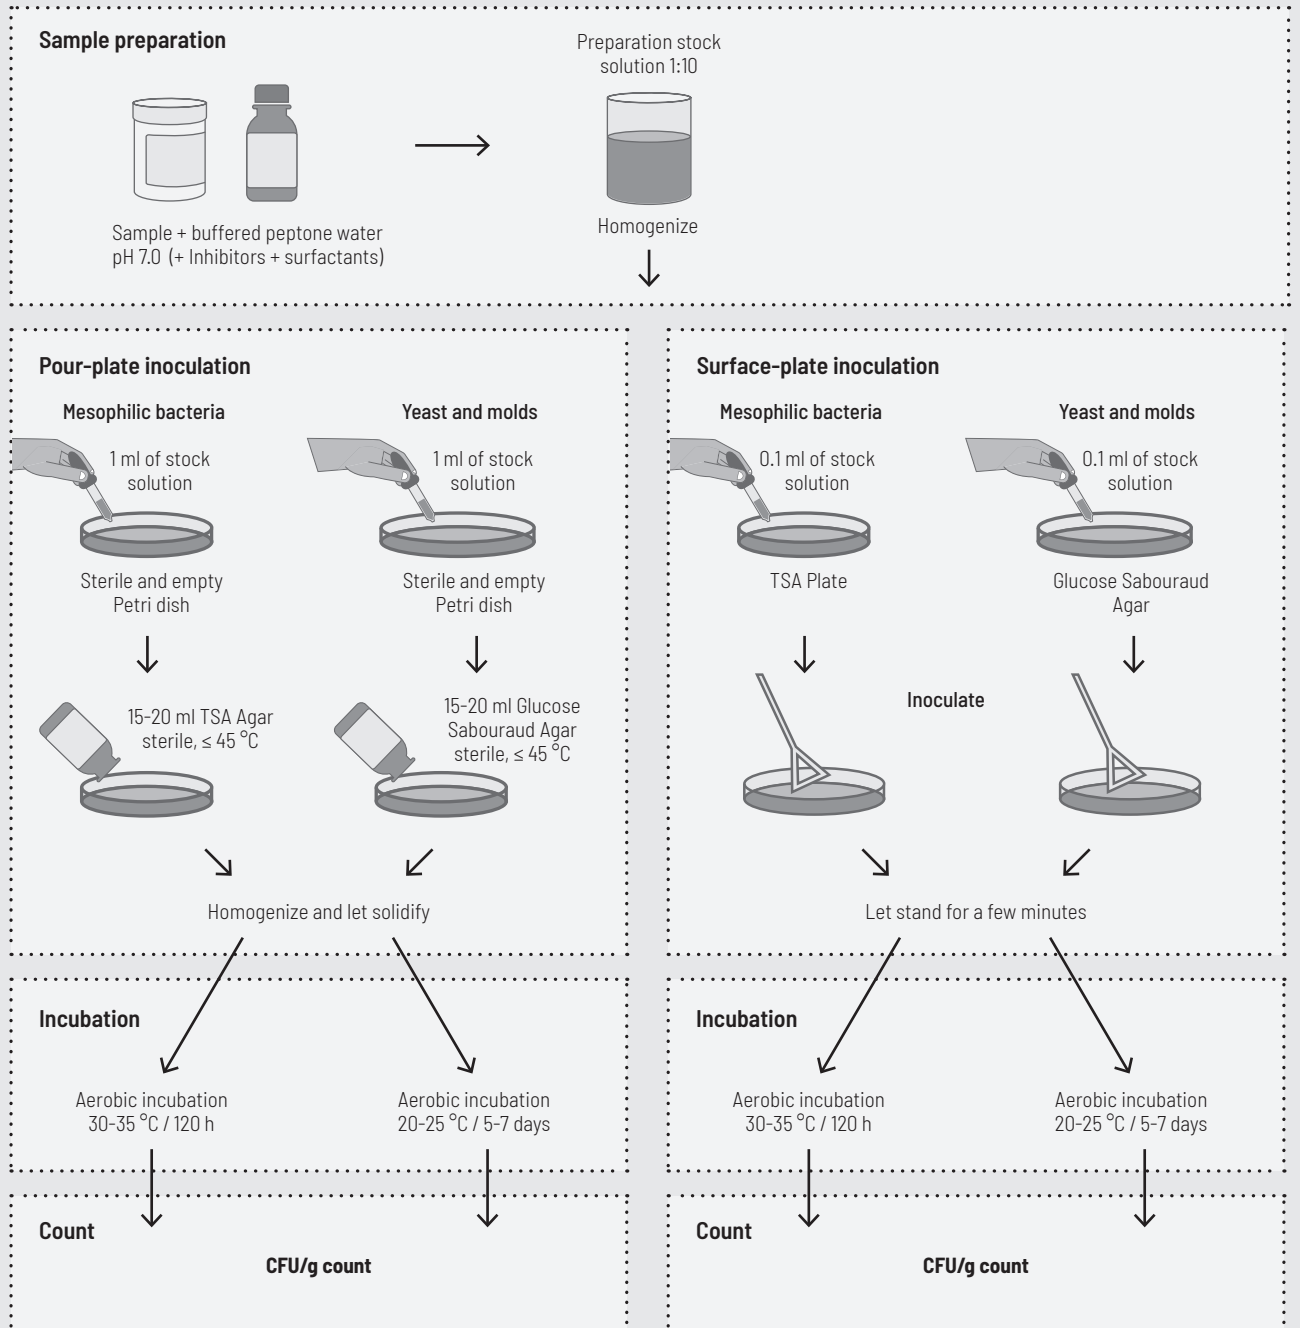 Sample preparation
Preparation stock
solution 1:10
Sample + buffered peptone water
pH 7.0 (+ Inhibitors + surfactants)
Homogenize
Pour-plate inoculation
Mesophilic bacteria
1 ml of stock
solution
Sterile and empty
Petri dish
15-20 ml TSA Agar
sterile, ≤ 45 °C
Yeast and molds
1 ml of stock
solution
Sterile and empty
Petri dish
15-20 ml Glucose
Sabouraud Agar
sterile, ≤ 45 °C
Homogenize and let solidify
Surface-plate inoculation
Mesophilic bacteria
0.1 ml of stock
solution
TSA Plate
Yeast and molds
0.1 ml of stock
solution
Glucose Sabouraud
Agar
Inoculate
Let stand for a few minutes
Incubation
Aerobic incubation
30-35 °C / 120 h
Aerobic incubation
20-25 °C / 5-7 days
Incubation
Aerobic incubation
30-35 °C / 120 h
Aerobic incubation
20-25 °C / 5-7 days
Count
CFU/g count
Count
CFU/g count